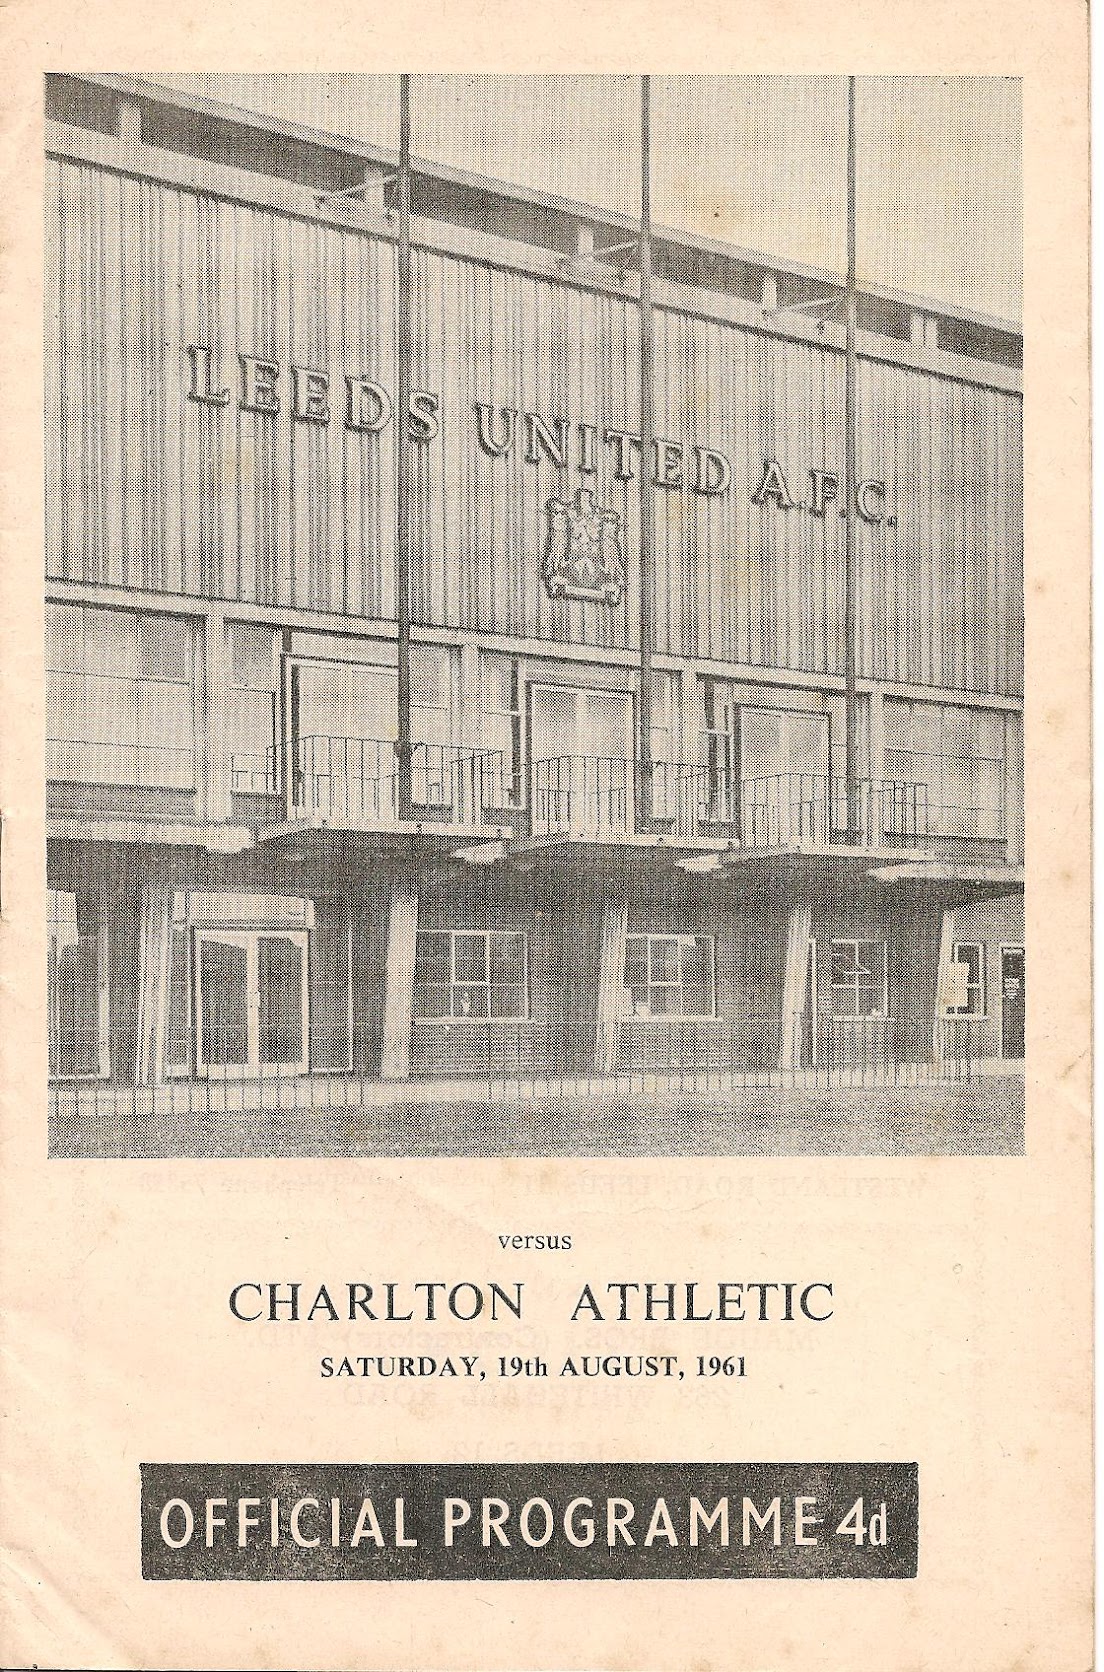 LEEDS UNITED A.F.C.
versus
CHARLTON ATHLETIC
SATURDAY, 19th AUGUST, 1961
OFFICIAL PROGRAMME 4d